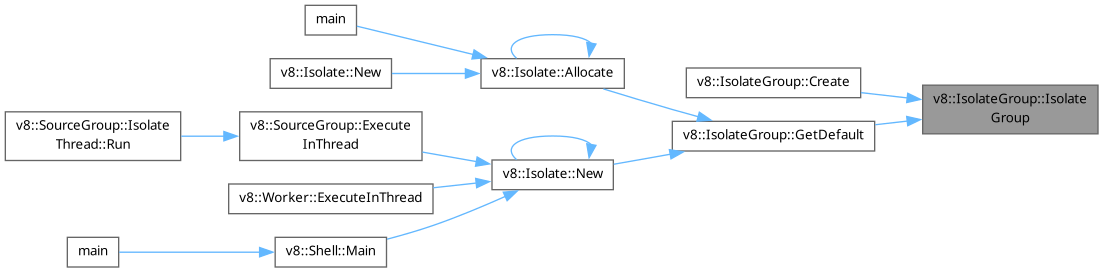 main
v8::Isolate::Allocate
v8::Isolate::New
v8::IsolateGroup::Create
v8::IsolateGroup::Isolate
Group
v8::SourceGroup::Isolate
Thread::Run
v8::SourceGroup::Execute
InThread
v8::IsolateGroup::GetDefault
v8::Isolate::New
v8::Worker::ExecuteInThread
main
v8::Shell::Main